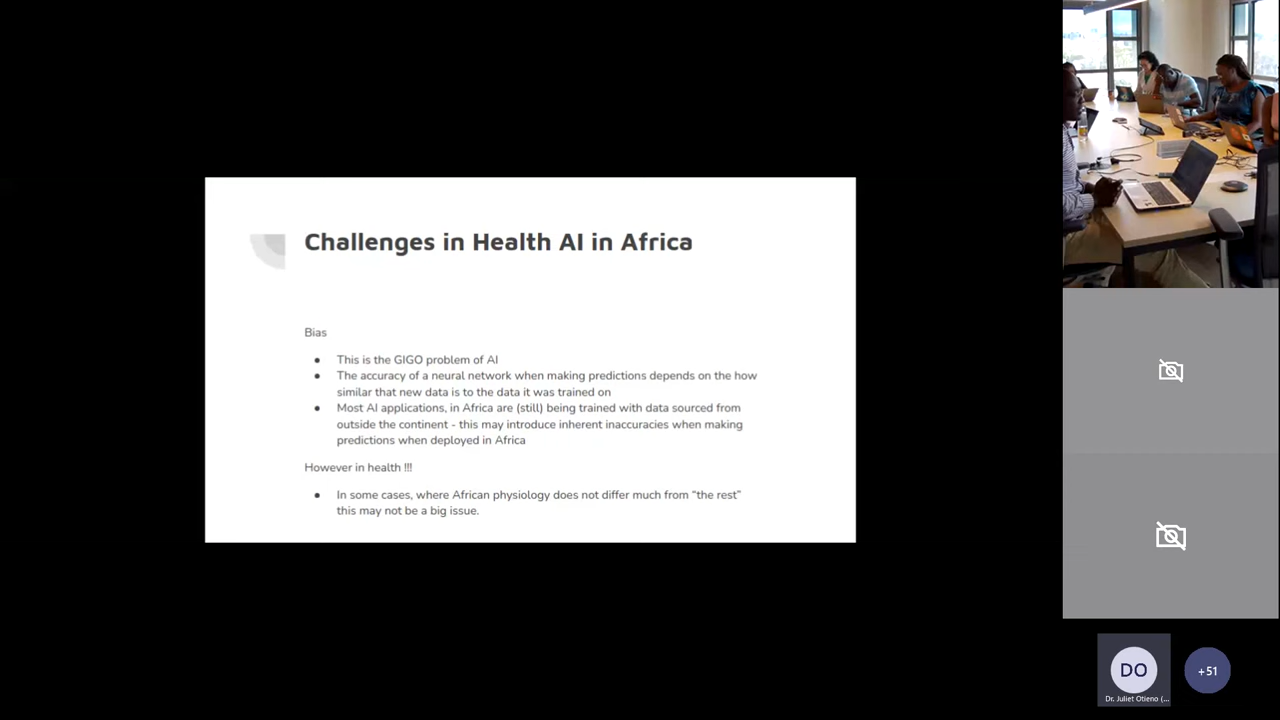 Challenges in Health AI in Africa
Bias
● This is the GIGO problem of AI
● The accuracy of a neural network when making predictions depends on the how
similar that new data is to the data it was trained on
● Most AI applications, in Africa are (still) being trained with data sourced from
outside the continent - this may introduce inherent inaccuracies when making
predictions when deployed in Africa
However in health !!!
● In some cases, where African physiology does not differ much from “the rest”
this may not be a big issue.
DO
+51
Dr. Juliet Otieno (...